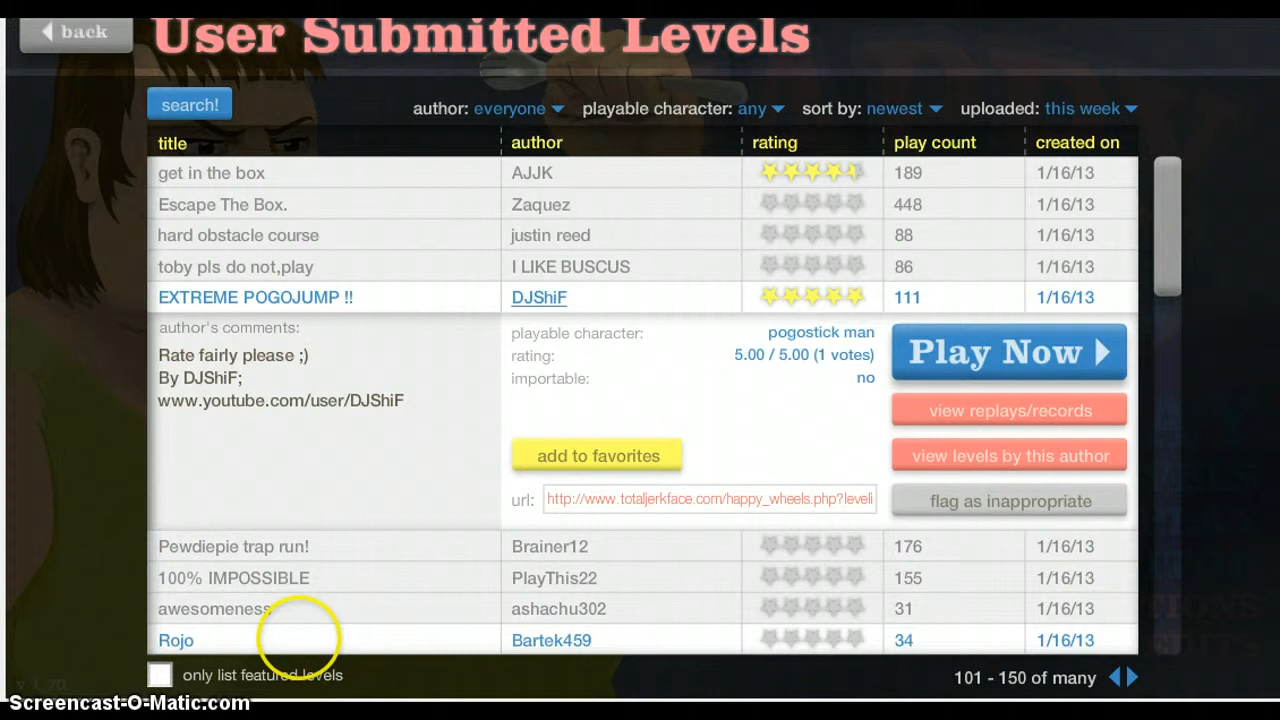 back
User Submitted Levels
search!
author: everyone playable character: any sort by: newest uploaded: this week
title author rating play count created on
get in the box AJJK 189 1/16/13
Escape The Box. Zaquez 448 1/16/13
hard obstacle course justin reed 88 1/16/13
toby pls do not,play I LIKE BUSCUS 86 1/16/13
EXTREME POGOJUMP !! DJShiF 111 1/16/13
author's comments:
Rate fairly please ;)
By DJShiF;
www.youtube.com/user/DJShiF
playable character: pogostick man
rating: 5.00 / 5.00 (1 votes)
importable: no
add to favorites
url: http://www.totaljerkface.com/happy_wheels.php?leveli
Play Now
view replays/records
view levels by this author
flag as inappropriate
Pewdiepie trap run! Brainer12 176 1/16/13
100% IMPOSSIBLE PlayThis22 155 1/16/13
awesomeness ashachu302 31 1/16/13
Rojo Bartek459 34 1/16/13
only list featured levels
101 - 150 of many
Screencast-O-Matic.com